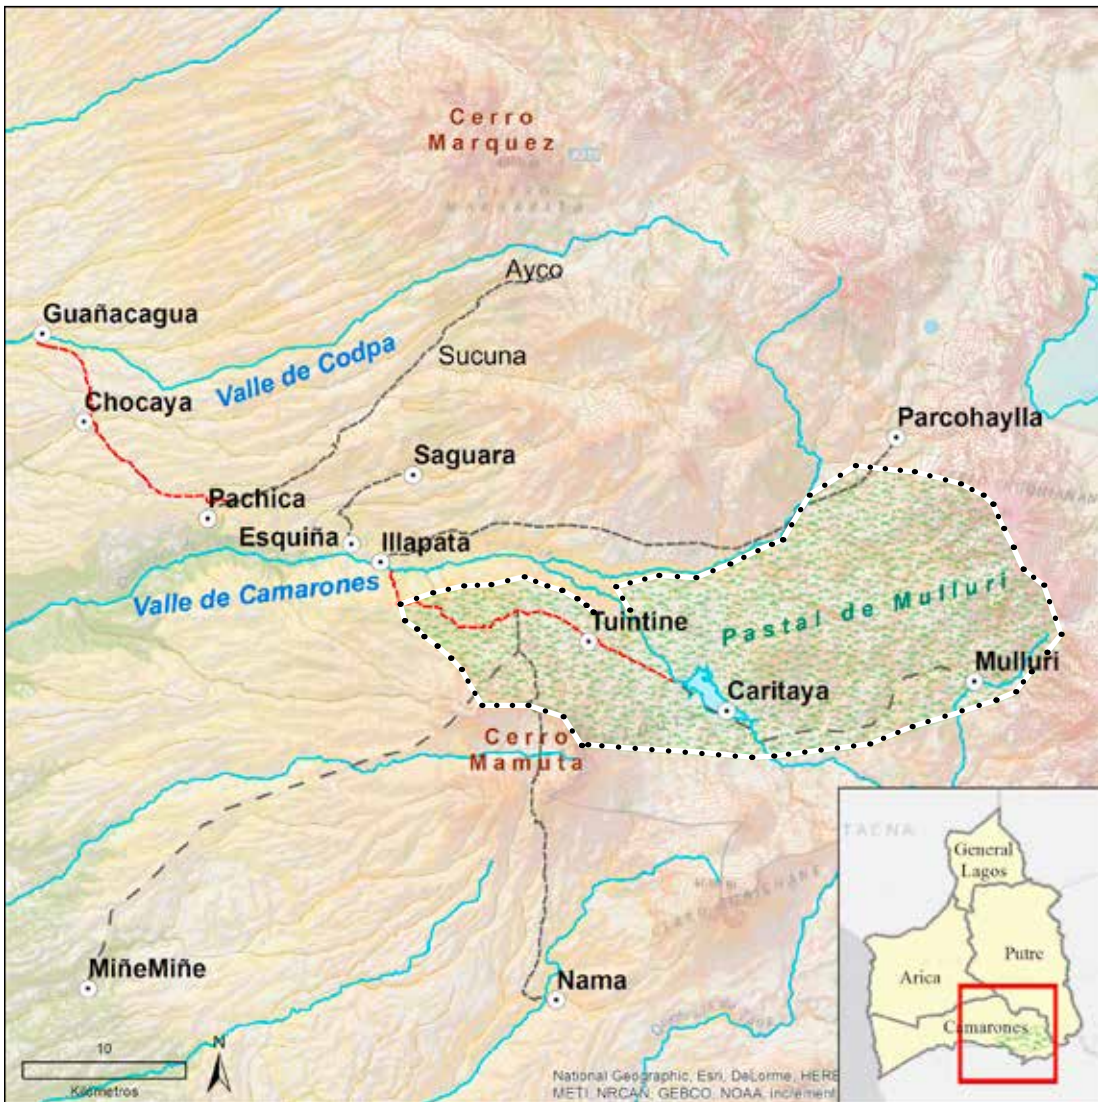 Cerro
Marquez
Ayco
Guañacagua
Sucuna
Valle de Codpa
Chocaya
Parcohaylla
Saguara
Pachica
Esquiña
Illapata
Valle de Camarones
Pastal de Mulluri
Tuintine
Mulluri
Caritaya
Cerro
Mamuta
TACNA
General
Lagos
Putre
Arica
Camarones
MiñeMiñe
Nama
10
Kilómetros
N
National Geographic, Esri, DeLorme, HERE
METI, NRCAN, GEBCO, NOAA, increment